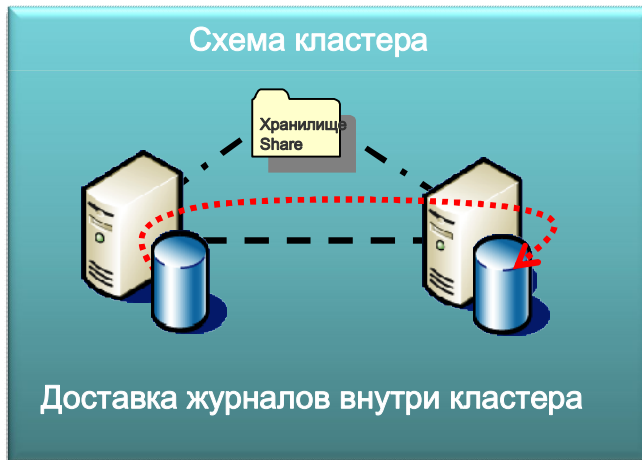 Схема кластера
Хранилище
Share
Доставка журналов внутри кластера